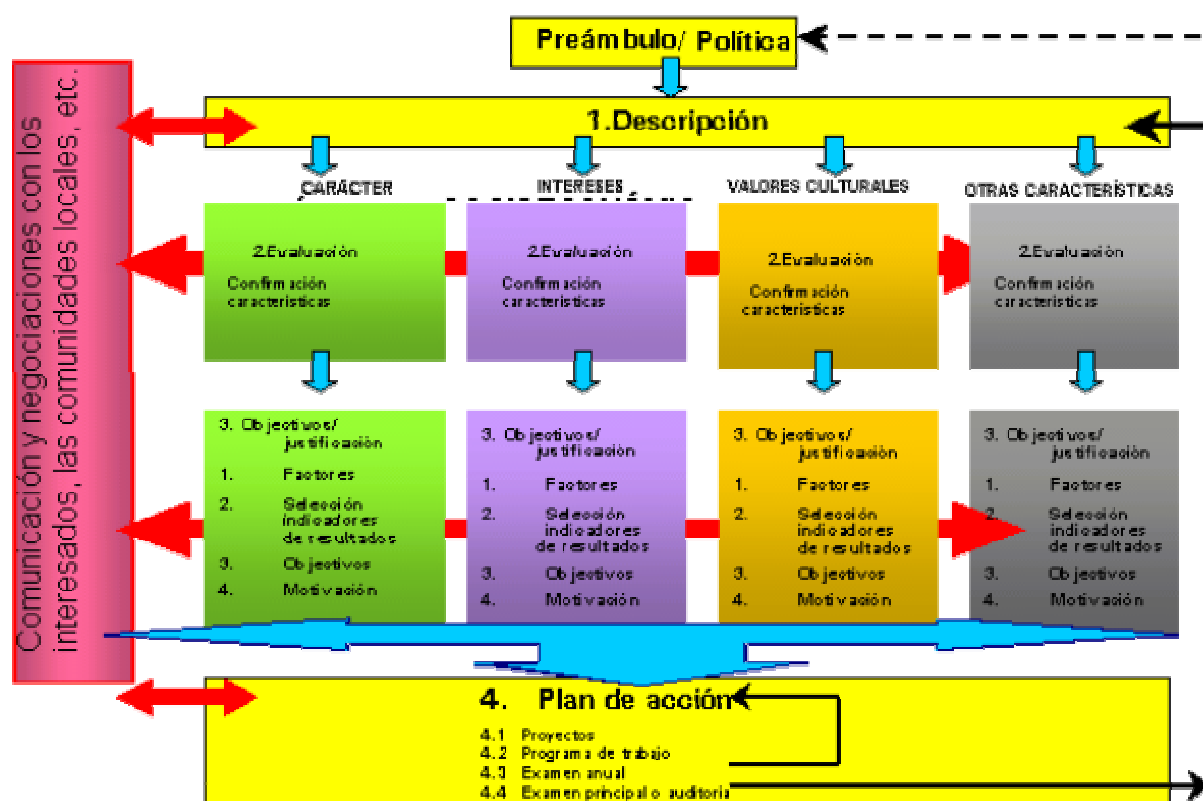 Preámbulo/ Política
Comunicación y negociaciones con los
interesados, las comunidades locales, etc.
1.Descripción
CARÁCTER
INTERESES
VALORES CULTURALES
OTRAS CARACTERÍSTICAS
2.Evaluación
Confirmación
características
2.Evaluación
Confirmación
características
2.Evaluación
Confirmación
características
2.Evaluación
Confirmación
características
3. Objectivos/
justificación
1. Factores
2. Selección
indicadores
de resultados
3. Objectivos
4. Motivación
3. Objectivos/
justificación
1. Factores
2. Selección
indicadores
de resultados
3. Objectivos
4. Motivación
3. Objectivos/
justificación
1. Factores
2. Selección
indicadores
de resultados
3. Objectivos
4. Motivación
3. Objectivos/
justificación
1. Factores
2. Selección
indicadores
de resultados
3. Objectivos
4. Motivación
4. Plan de acción
4.1 Proyectos
4.2 Programa de trabajo
4.3 Examen anual
4.4 Examen principal o auditoria